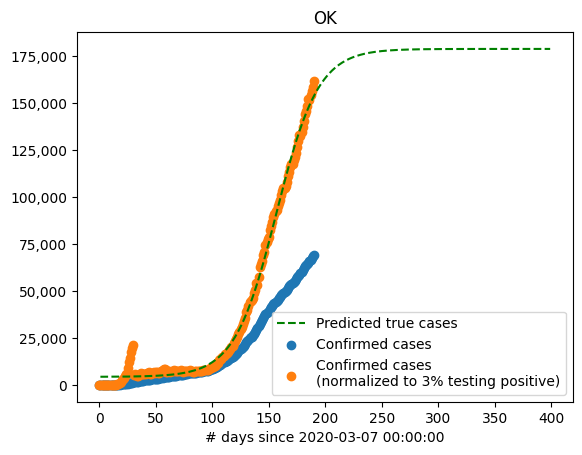 OK
175,000
150,000
125,000
100,000
75,000
50,000
25,000
0
Predicted true cases
Confirmed cases
Confirmed cases
(normalized to 3% testing positive)
0 50 100 150 200 250 300 350 400
# days since 2020-03-07 00:00:00